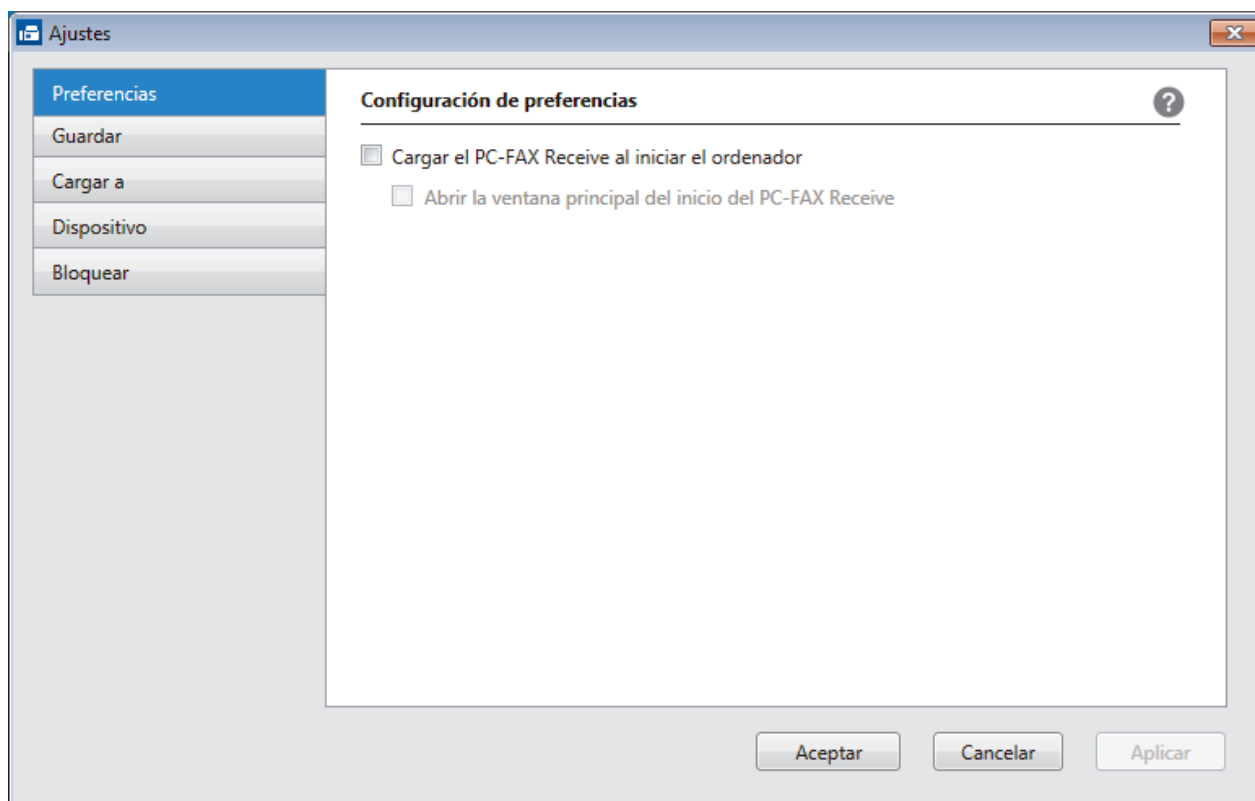 Ajustes
Preferencias
Guardar
Cargar a
Dispositivo
Bloquear
Configuración de preferencias
?
Cargar el PC-FAX Receive al iniciar el ordenador
Abrir la ventana principal del inicio del PC-FAX Receive
Aceptar
Cancelar
Aplicar